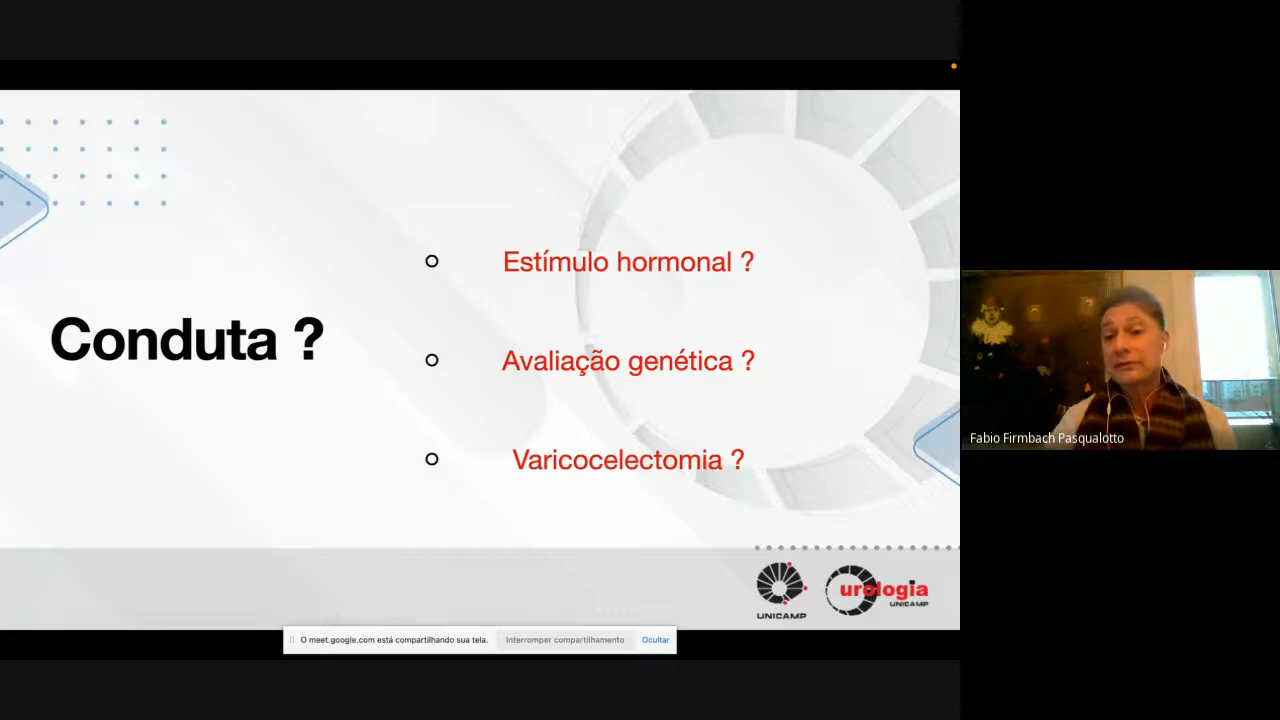 Conduta ?
Estímulo hormonal ?
Avaliação genética ?
Varicocelectomia ?
UNICAMP
urologia
UNICAMP
O meet.google.com está compartilhando sua tela.
Interromper compartilhamento
Ocultar
Fabio Firmbach Pasqualotto